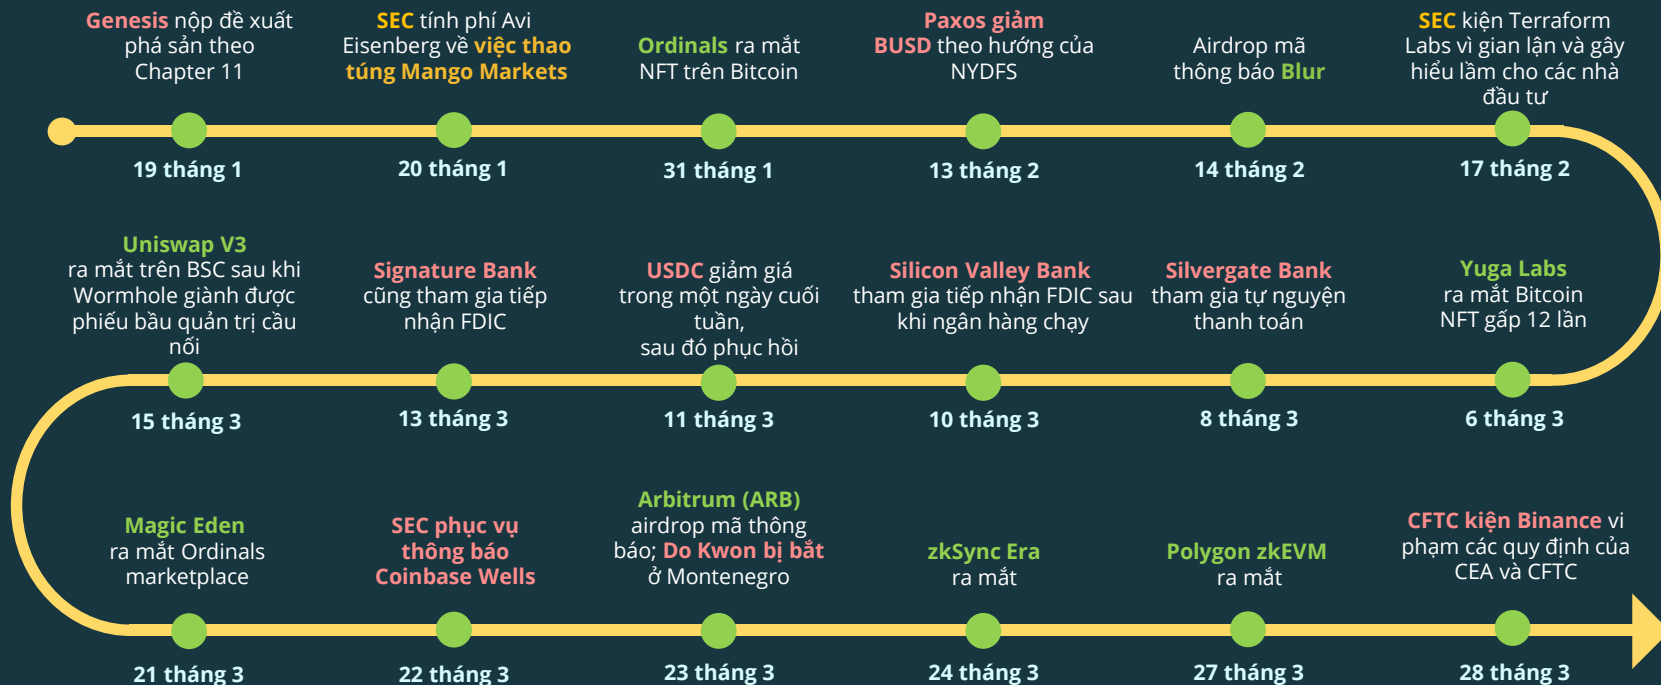 Genesis nộp đề xuất
phá sản theo
Chapter 11
19 tháng 1
SEC tính phí Avi
Eisenberg về việc thao
túng Mango Markets
20 tháng 1
Ordinals ra mắt
NFT trên Bitcoin
31 tháng 1
Paxos giảm
BUSD theo hướng của
NYDFS
13 tháng 2
Airdrop mã
thông báo Blur
14 tháng 2
SEC kiện Terraform
Labs vì gian lận và gây
hiểu lầm cho các nhà
đầu tư
17 tháng 2
Uniswap V3
ra mắt trên BSC sau khi
Wormhole giành được
phiếu bầu quản trị cầu
nối
15 tháng 3
Signature Bank
cũng tham gia tiếp
nhận FDIC
13 tháng 3
USDC giảm giá
trong một ngày cuối
tuần,
sau đó phục hồi
11 tháng 3
Silicon Valley Bank
tham gia tiếp nhận FDIC sau
khi ngân hàng chạy
10 tháng 3
Silvergate Bank
tham gia tự nguyện
thanh toán
8 tháng 3
Yuga Labs
ra mắt Bitcoin
NFT gấp 12 lần
6 tháng 3
Magic Eden
ra mắt Ordinals
marketplace
21 tháng 3
SEC phục vụ
thông báo
Coinbase Wells
22 tháng 3
Arbitrum (ARB)
airdrop mã thông
báo; Do Kwon bị bắt
ở Montenegro
23 tháng 3
zkSync Era
ra mắt
24 tháng 3
Polygon zkEVM
ra mắt
27 tháng 3
CFTC kiện Binance vi
phạm các quy định của
CEA và CFTC
28 tháng 3